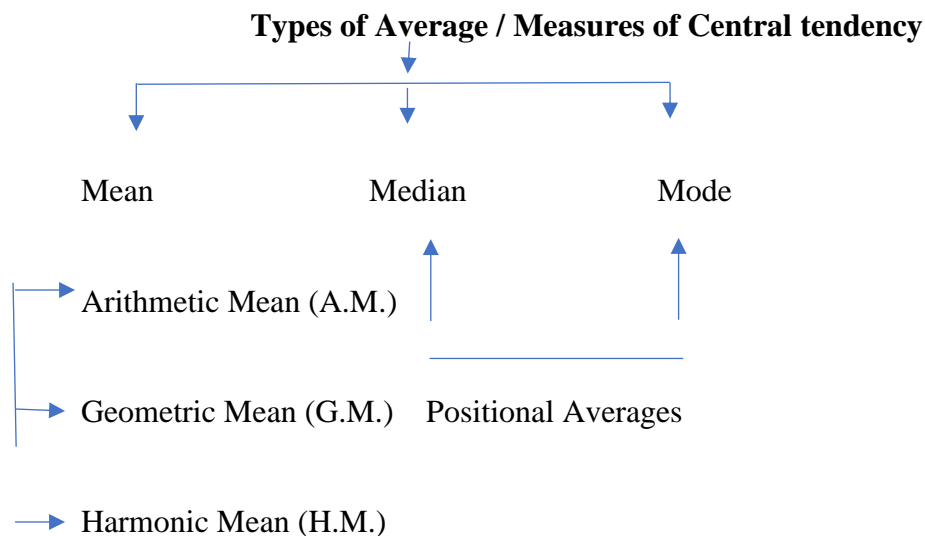 Types of Average / Measures of Central tendency
Mean Median Mode
Arithmetic Mean (A.M.)
Geometric Mean (G.M.) Positional Averages
Harmonic Mean (H.M.)